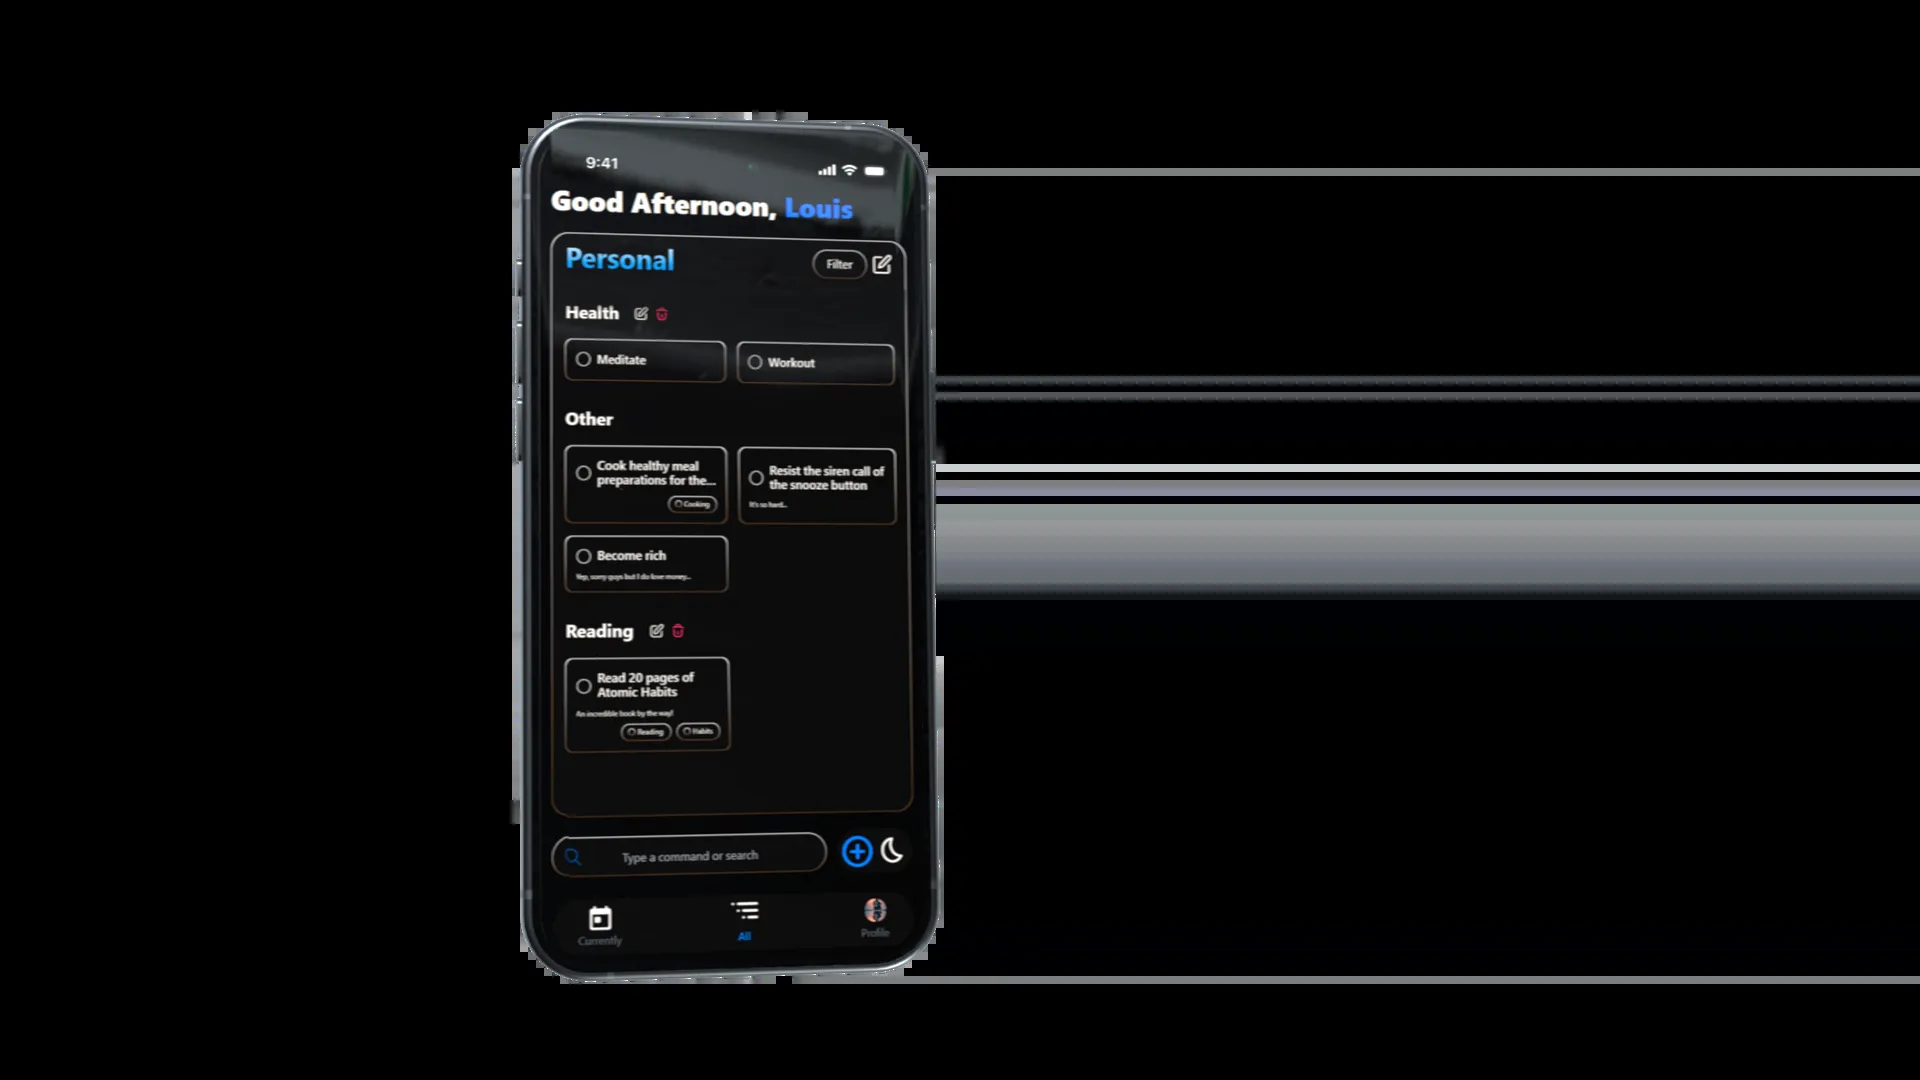 9:41
Good Afternoon, Louis
Personal
Filter
Health
Meditate
Workout
Other
Cook healthy meal
preparations for the...
Cooking
Resist the siren call of
the snooze button
It's so hard...
Become rich
Yep, sorry guys but I do love money...
Reading
Read 20 pages of
Atomic Habits
An incredible book by the way!
Reading
Habits
Type a command or search
Currently
All
Profile